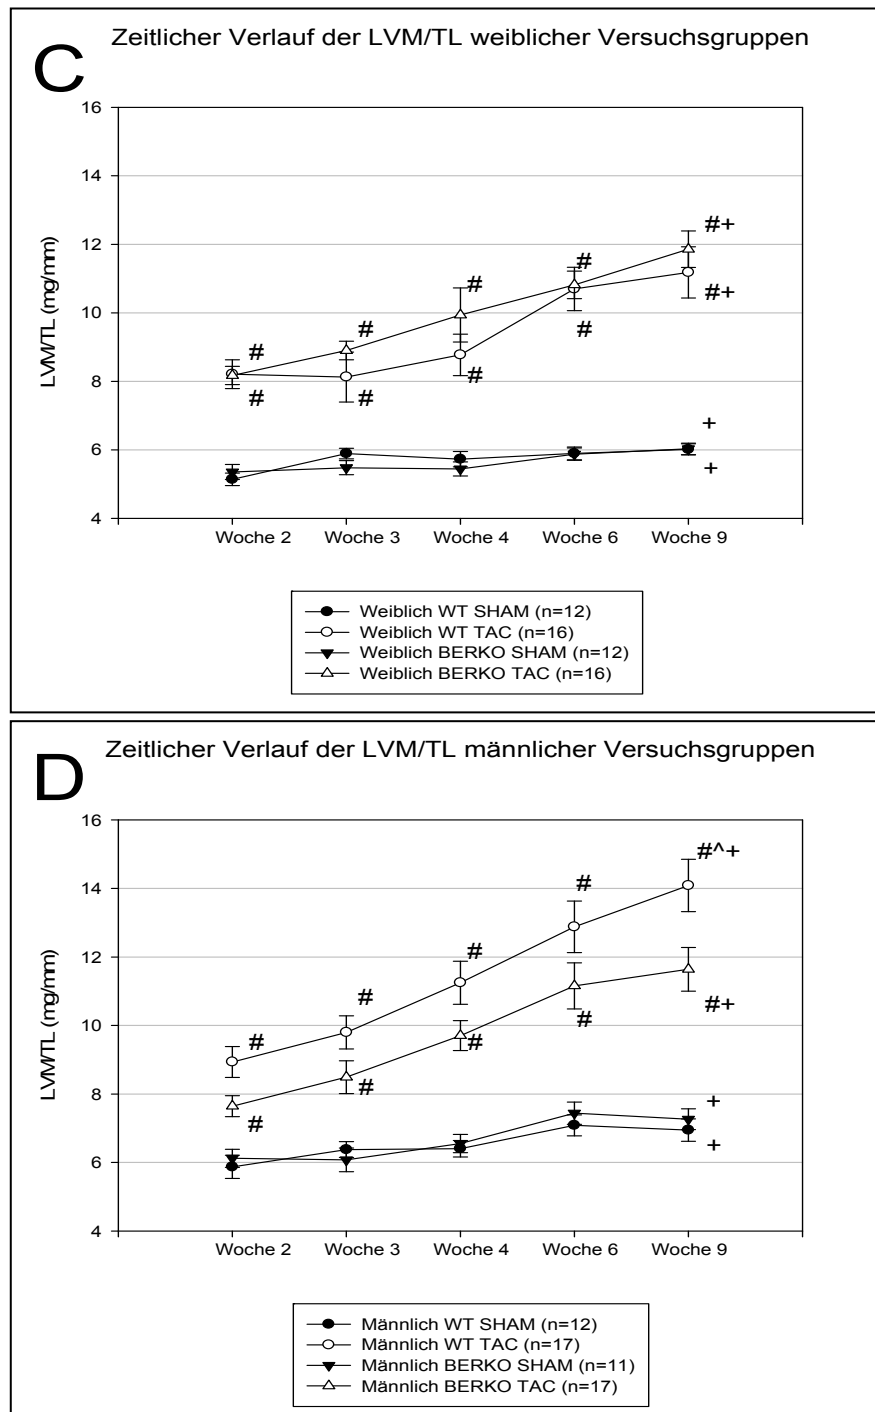 C
Zeitlicher Verlauf der LVM/TL weiblicher Versuchsgruppen
LVM/TL (mg/mm)
16
14
12
10
8
6
4
#
#
#
#
#
#
#
#
#+
#+
+
+
Woche 2 Woche 3 Woche 4 Woche 6 Woche 9
Weiblich WT SHAM (n=12)
Weiblich WT TAC (n=16)
Weiblich BERKO SHAM (n=12)
Weiblich BERKO TAC (n=16)
D
Zeitlicher Verlauf der LVM/TL männlicher Versuchsgruppen
LVM/TL (mg/mm)
16
14
12
10
8
6
4
#
#
#
#
#
#
#
#
#^+
#+
+
+
Woche 2 Woche 3 Woche 4 Woche 6 Woche 9
Männlich WT SHAM (n=12)
Männlich WT TAC (n=17)
Männlich BERKO SHAM (n=11)
Männlich BERKO TAC (n=17)